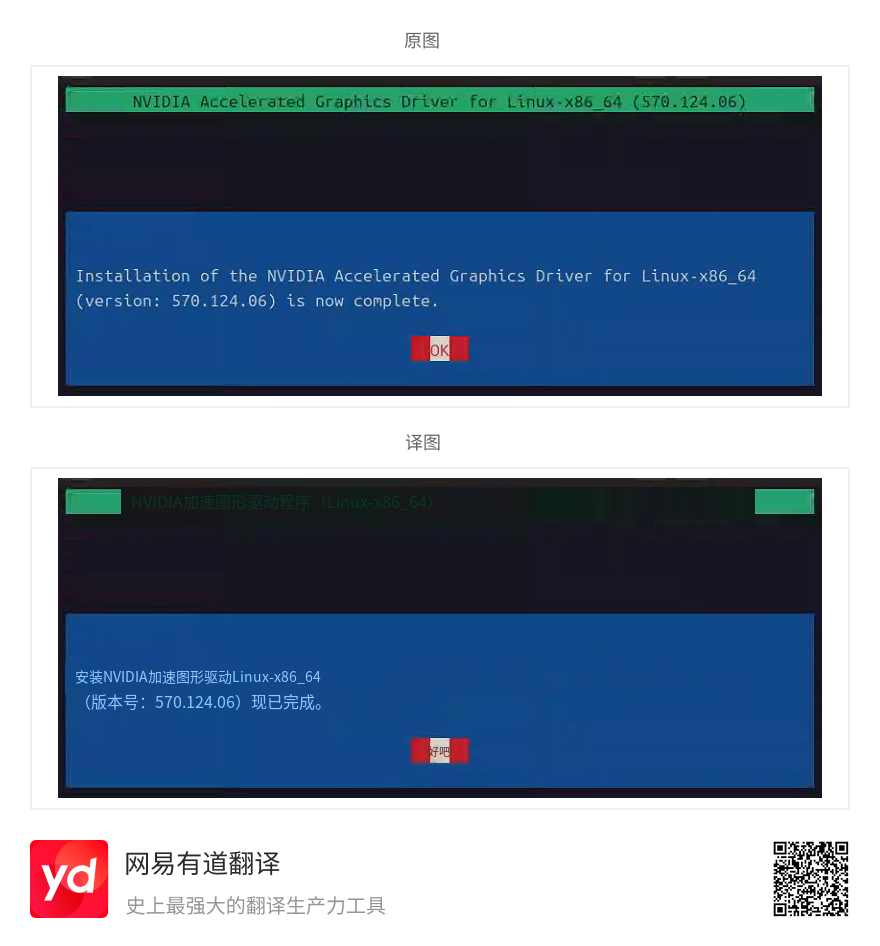 原图
NVIDIA Accelerated Graphics Driver for Linux-x86_64 (570.124.06)
Installation of the NVIDIA Accelerated Graphics Driver for Linux-x86_64
(version: 570.124.06) is now complete.
OK
译图
NVIDIA加速图形驱动程序（Linux-x86_64）
安装NVIDIA加速图形驱动Linux-x86_64
（版本号：570.124.06）现已完成。
好吧
yd
网易有道翻译
史上最强大的翻译生产力工具